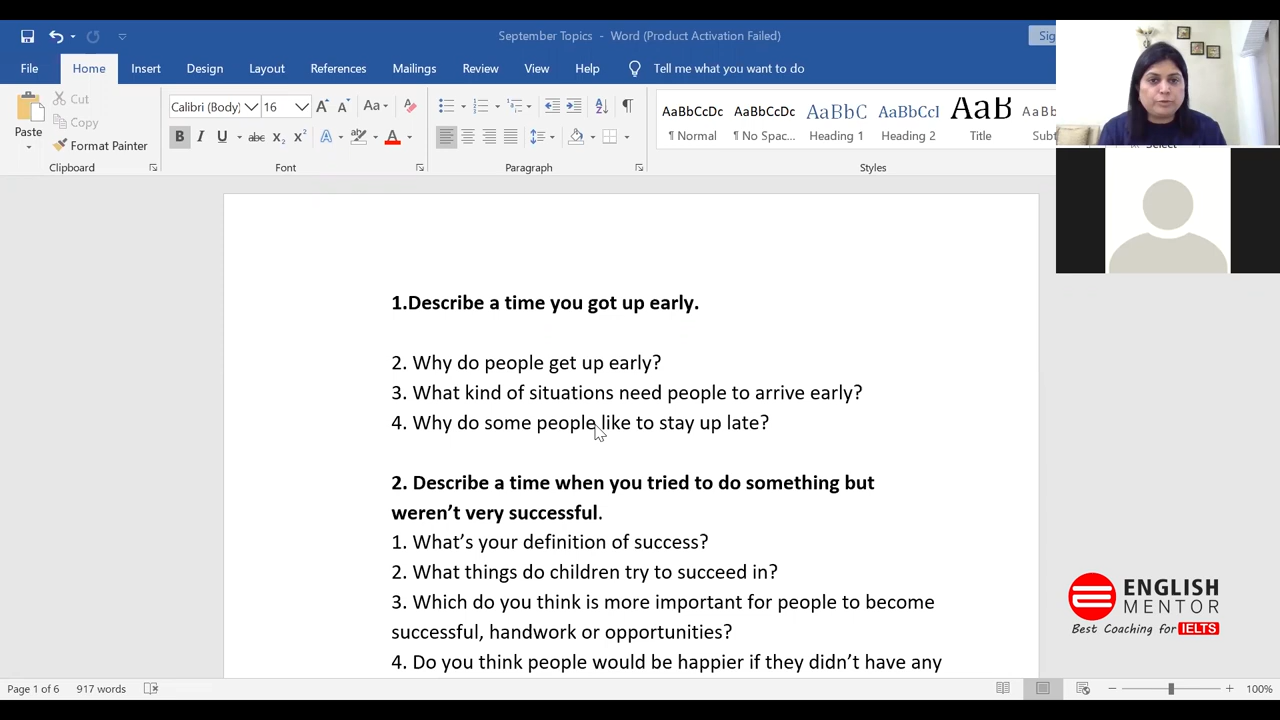 September Topics - Word (Product Activation Failed)
File Home Insert Design Layout References Mailings Review View Help Tell me what you want to do
Paste
Cut
Copy
Format Painter
Clipboard
Calibri (Body) 16
Font
Paragraph
AaBbCcDc AaBbCcDc AaBbC AaBbCcI AaB
¶ Normal ¶ No Spac... Heading 1 Heading 2 Title
Styles
1.Describe a time you got up early.
2. Why do people get up early?
3. What kind of situations need people to arrive early?
4. Why do some people like to stay up late?
2. Describe a time when you tried to do something but
weren’t very successful.
1. What’s your definition of success?
2. What things do children try to succeed in?
3. Which do you think is more important for people to become
successful, handwork or opportunities?
4. Do you think people would be happier if they didn’t have any
ENGLISH
MENTOR
Best Coaching for IELTS
Page 1 of 6 917 words 100%